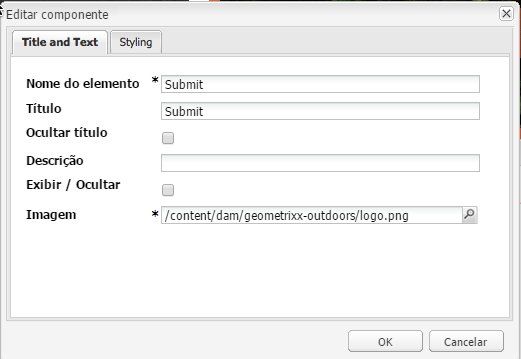 Editar componente
Title and Text Styling
Nome do elemento * Submit
Título Submit
Ocultar título
Descrição
Exibir / Ocultar
Imagem * /content/dam/geometrixx-outdoors/logo.png
OK Cancelar